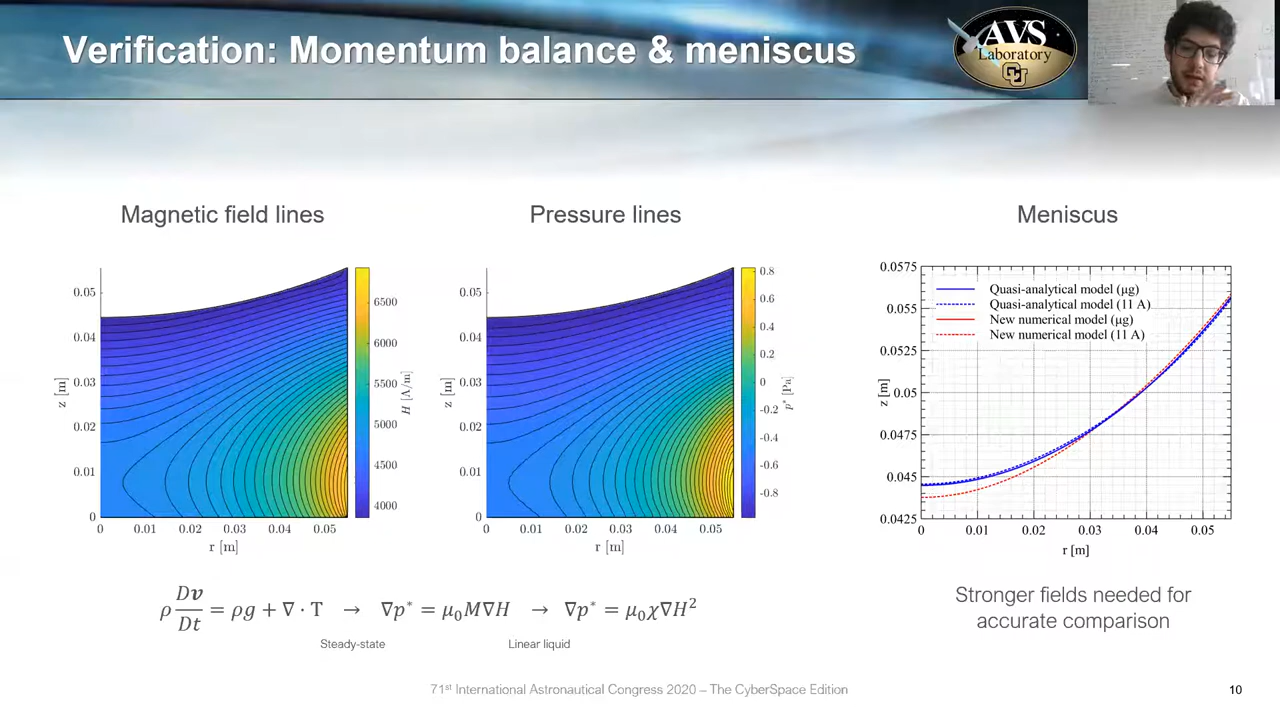 Verification: Momentum balance & meniscus
AVS
Laboratory
CU
Magnetic field lines
Pressure lines
Meniscus
z [m]
0.05
0.04
0.03
0.02
0.01
0
0
0.01
0.02
0.03
0.04
0.05
r [m]
6500
6000
5500
5000
4500
4000
H [A/m]
z [m]
0.05
0.04
0.03
0.02
0.01
0
0
0.01
0.02
0.03
0.04
0.05
r [m]
0.8
0.6
0.4
0.2
0
-0.2
-0.4
-0.6
-0.8
p* [Pa]
z [m]
0.0575
0.055
0.0525
0.05
0.0475
0.045
0.0425
Quasi-analytical model (μg)
Quasi-analytical model (11 A)
New numerical model (μg)
New numerical model (11 A)
0
0.01
0.02
0.03
0.04
0.05
r [m]
ρ Dv/Dt = ρg + ∇ · T → ∇p* = μ₀M∇H → ∇p* = μ₀χ∇H²
Steady-state
Linear liquid
Stronger fields needed for
accurate comparison
71st International Astronautical Congress 2020 – The CyberSpace Edition
10